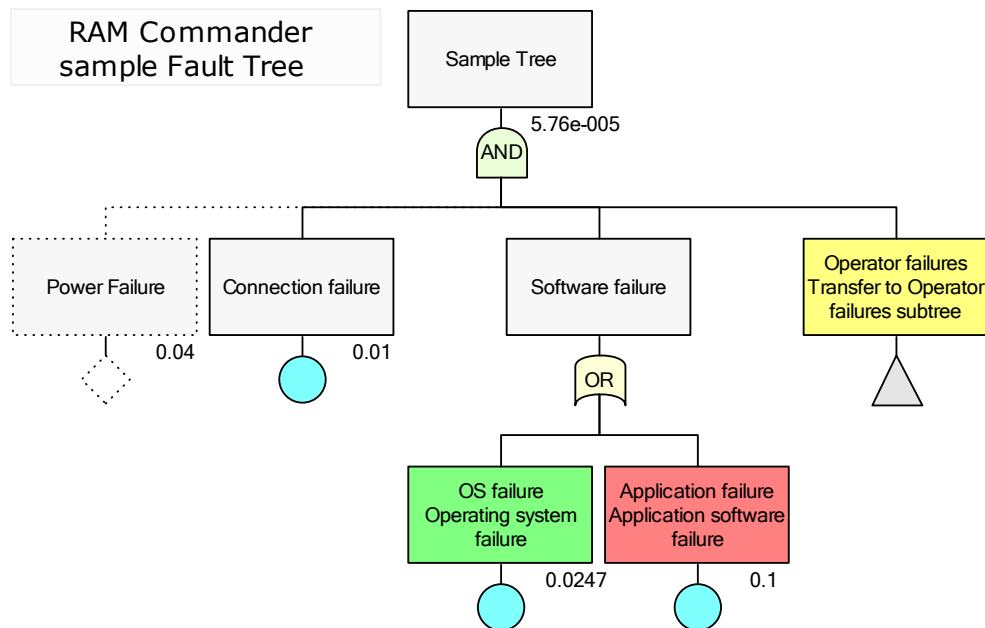 RAM Commander
sample Fault Tree
Sample Tree
5.76e-005
AND
Power Failure
0.04
Connection failure
0.01
Software failure
OR
Operator failures
Transfer to Operator
failures subtree
OS failure
Operating system
failure
0.0247
Application failure
Application software
failure
0.1